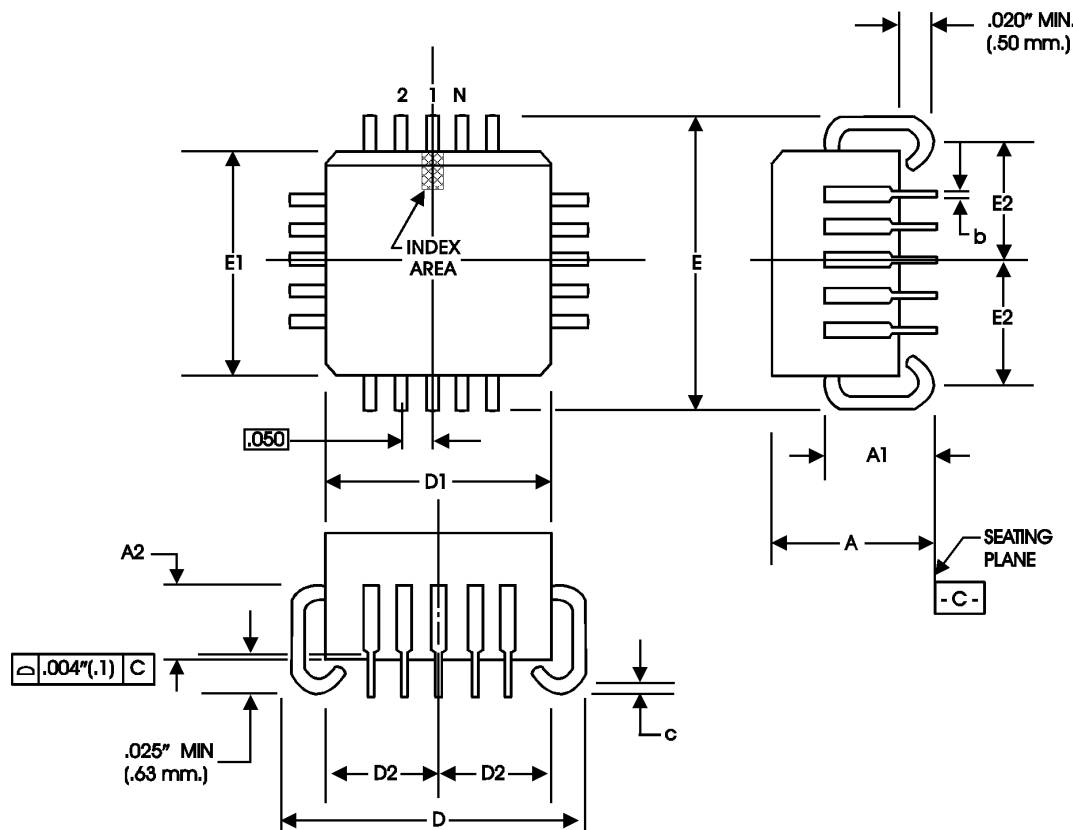 .020" MIN.
(.50 mm.)
2 1 N
E1
INDEX
AREA
E
E2
b
E2
.050
D1
A1
A
SEATING
PLANE
- C -
A2
⌓ .004"(.1) C
.025" MIN
(.63 mm.)
c
D2 D2
D